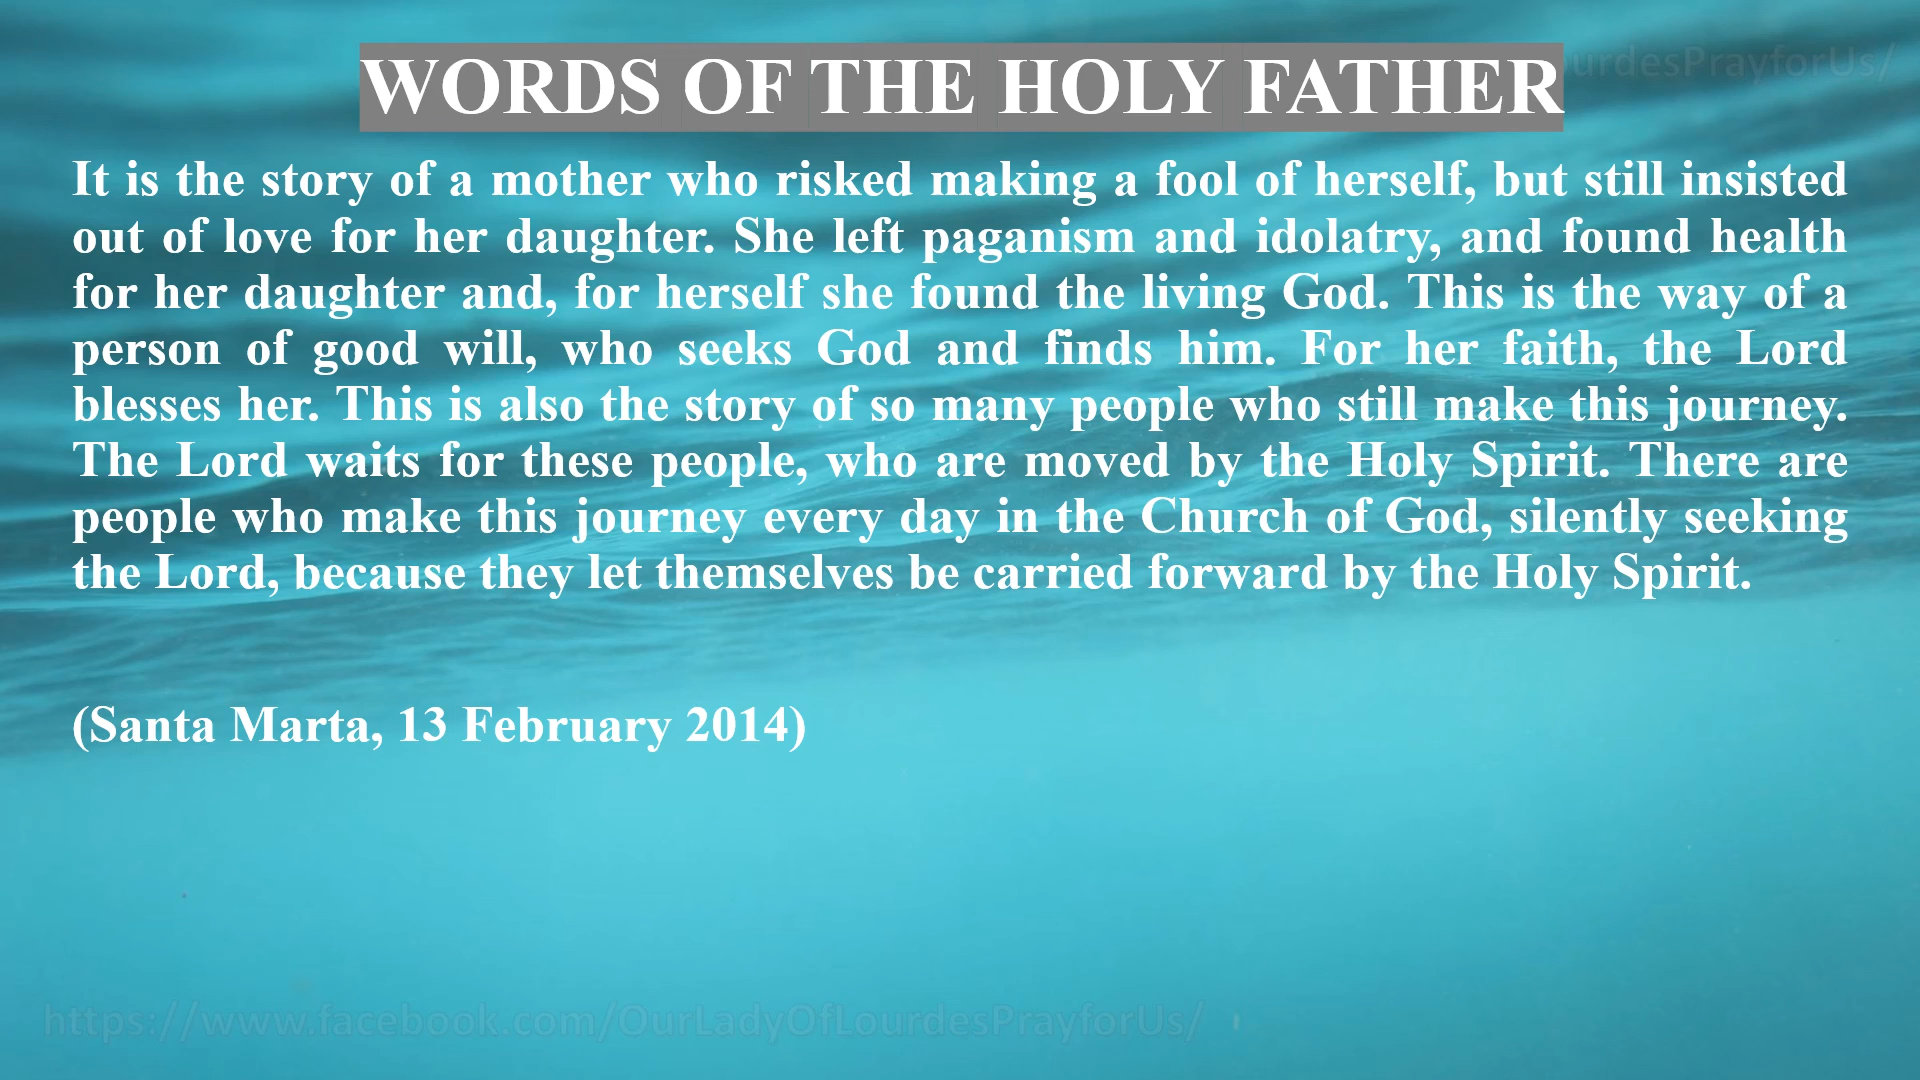 WORDS OF THE HOLY FATHER
urdesPrayforUs/
It is the story of a mother who risked making a fool of herself, but still insisted
out of love for her daughter. She left paganism and idolatry, and found health
for her daughter and, for herself she found the living God. This is the way of a
person of good will, who seeks God and finds him. For her faith, the Lord
blesses her. This is also the story of so many people who still make this journey.
The Lord waits for these people, who are moved by the Holy Spirit. There are
people who make this journey every day in the Church of God, silently seeking
the Lord, because they let themselves be carried forward by the Holy Spirit.
(Santa Marta, 13 February 2014)
https://www.facebook.com/OurLadyOfLourdesPrayforUs/